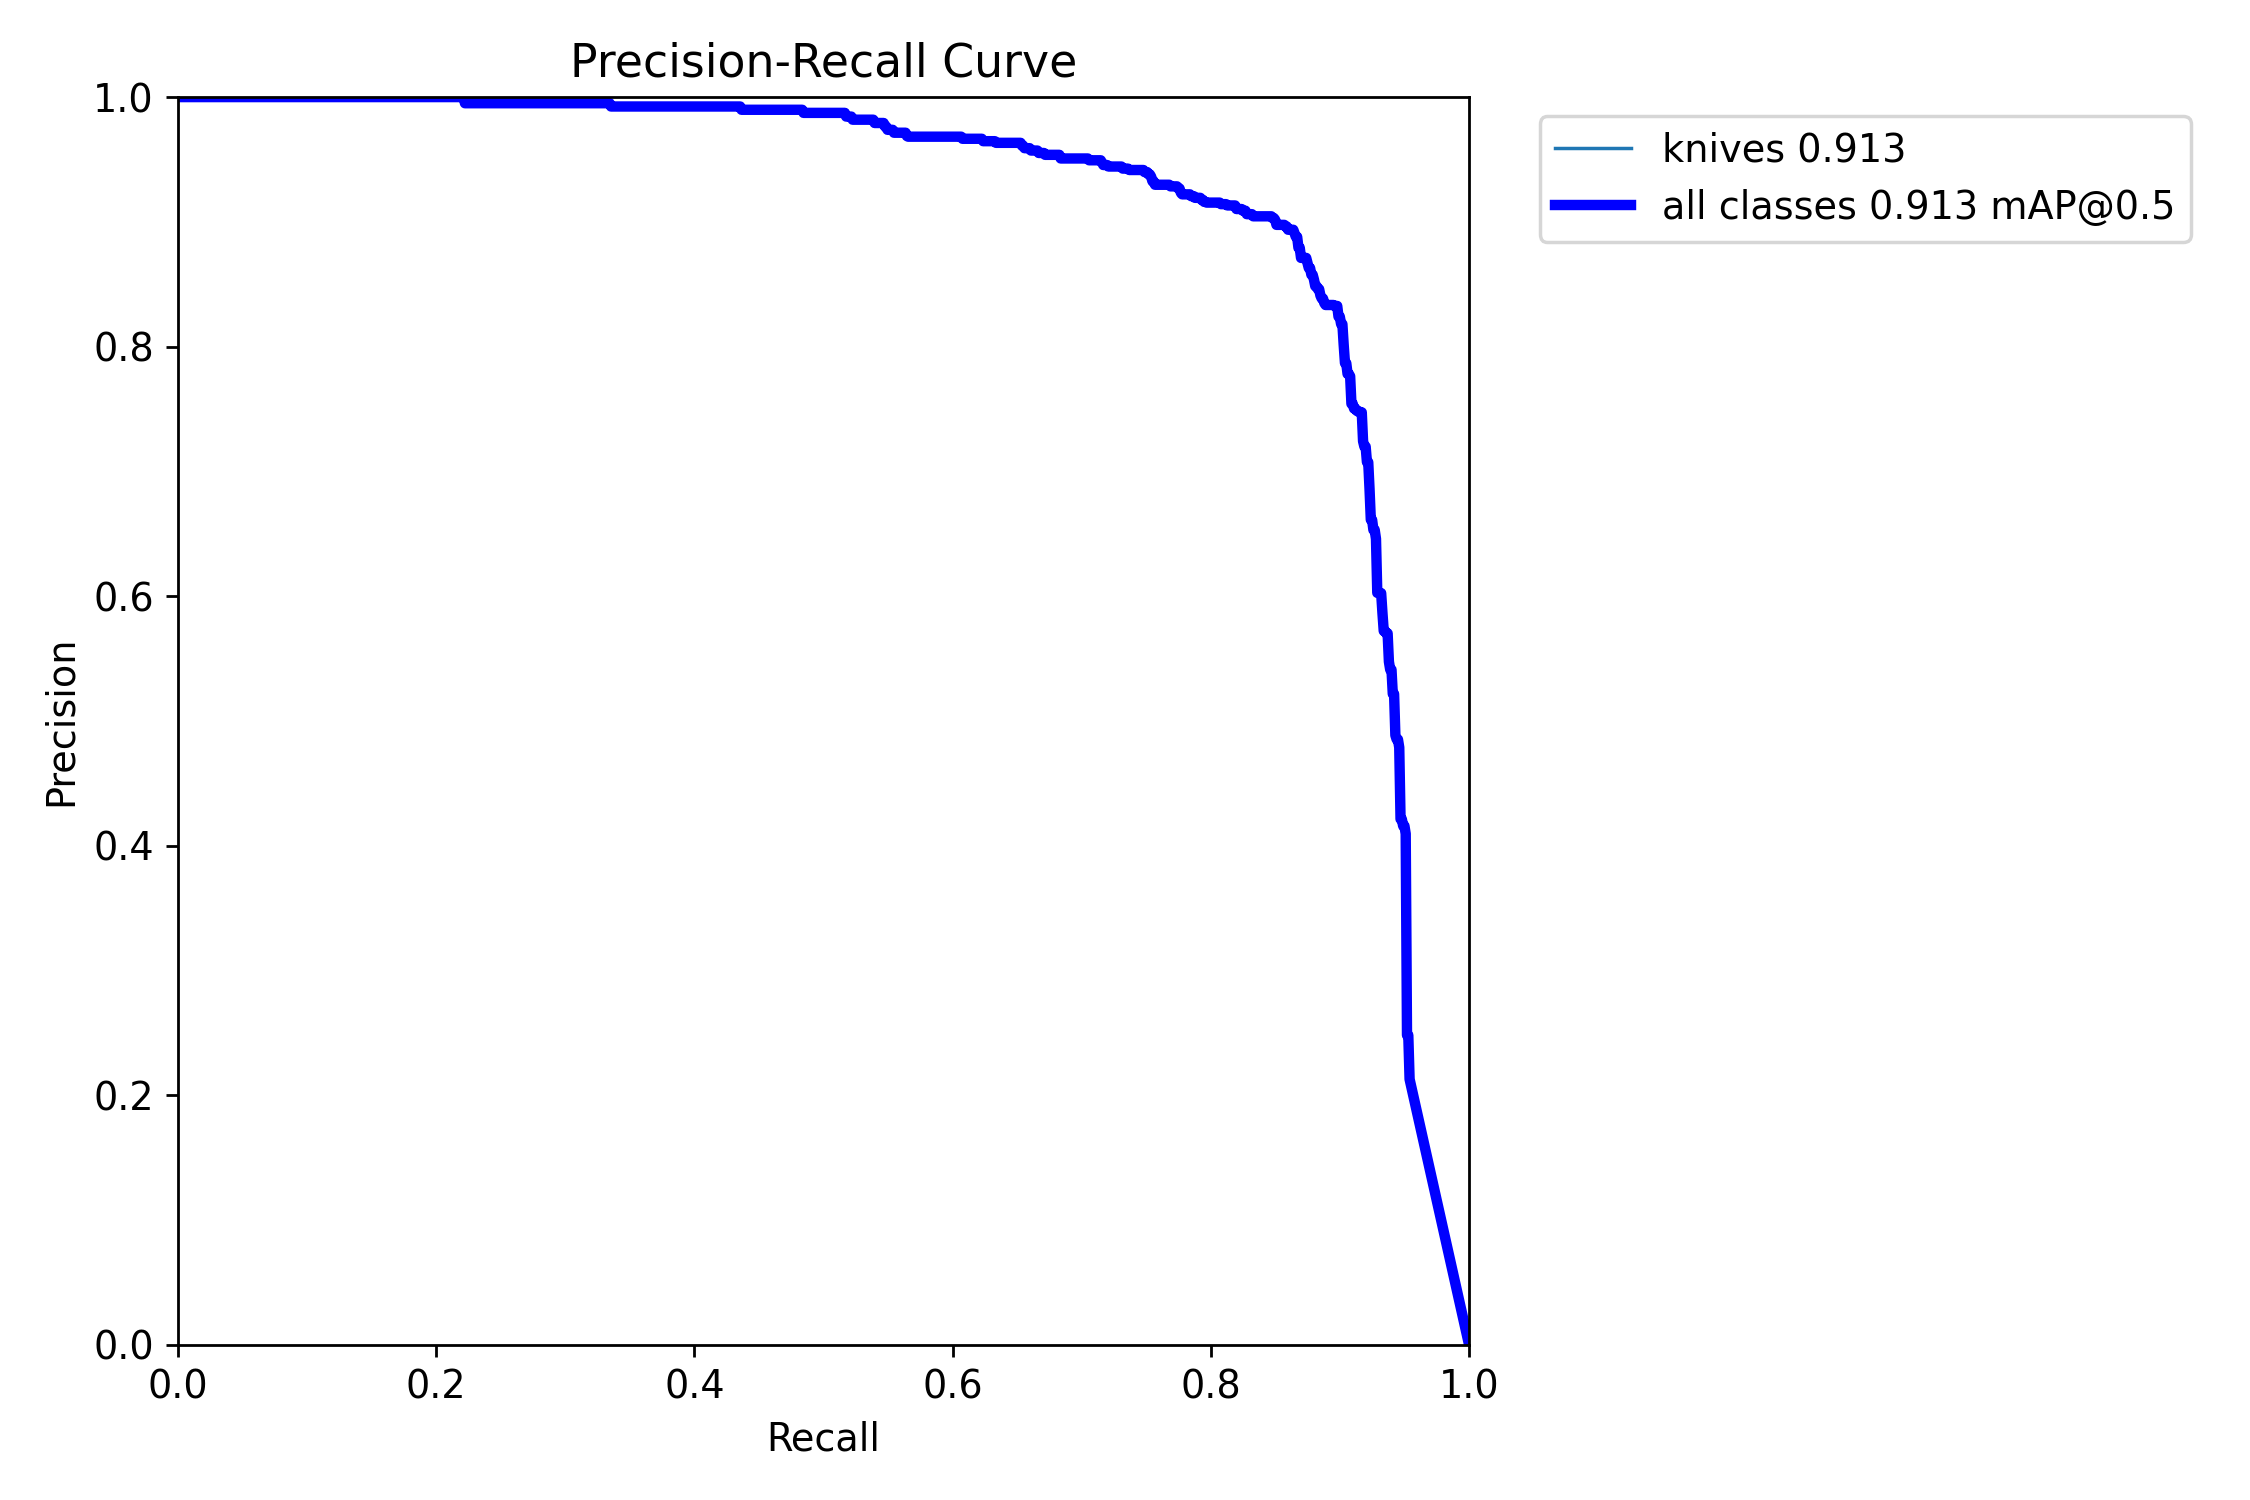 Precision-Recall Curve
knives 0.913
all classes 0.913 mAP@0.5
Precision
1.0
0.8
0.6
0.4
0.2
0.0
0.0 0.2 0.4 0.6 0.8 1.0
Recall